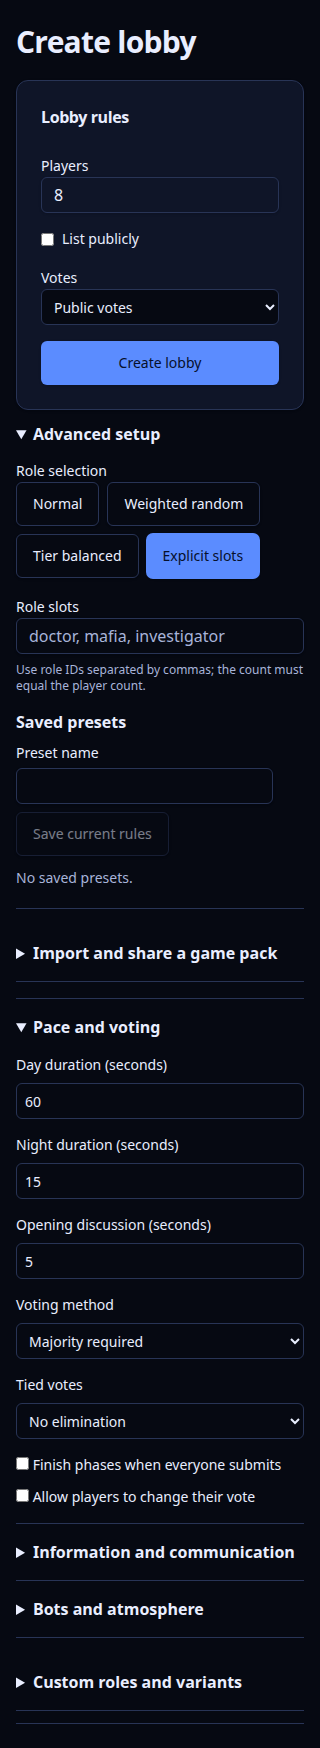 Create lobby
Lobby rules
Players
8
List publicly
Votes
Public votes
Create lobby
Advanced setup
Role selection
Normal
Weighted random
Tier balanced
Explicit slots
Role slots
doctor, mafia, investigator
Use role IDs separated by commas; the count must
equal the player count.
Saved presets
Preset name
Save current rules
No saved presets.
Import and share a game pack
Pace and voting
Day duration (seconds)
60
Night duration (seconds)
15
Opening discussion (seconds)
5
Voting method
Majority required
Tied votes
No elimination
Finish phases when everyone submits
Allow players to change their vote
Information and communication
Bots and atmosphere
Custom roles and variants